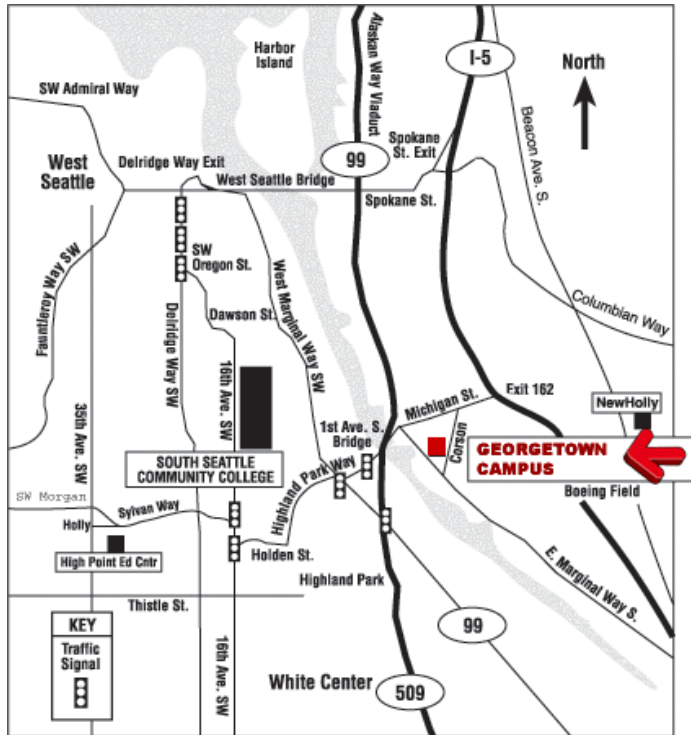 Harbor
Island
Alaskan Way Viaduct
I-5
North
SW Admiral Way
Beacon Ave. S.
Spokane
St. Exit
99
West
Seattle
Delridge Way Exit
West Seattle Bridge
Spokane St.
SW
Oregon St.
Fauntleroy Way SW
Delridge Way SW
Dawson St.
West Marginal Way SW
Columbian Way
16th Ave. SW
35th Ave. SW
Exit 162
Michigan St.
NewHolly
1st Ave. S.
Bridge
Corson
GEORGETOWN
CAMPUS
SOUTH SEATTLE
COMMUNITY COLLEGE
Highland Park Way
Boeing Field
SW Morgan
Sylvan Way
Holly
High Point Ed Cntr
Holden St.
E. Marginal Way S.
Highland Park
Thistle St.
KEY
Traffic
Signal
16th Ave. SW
99
White Center
509